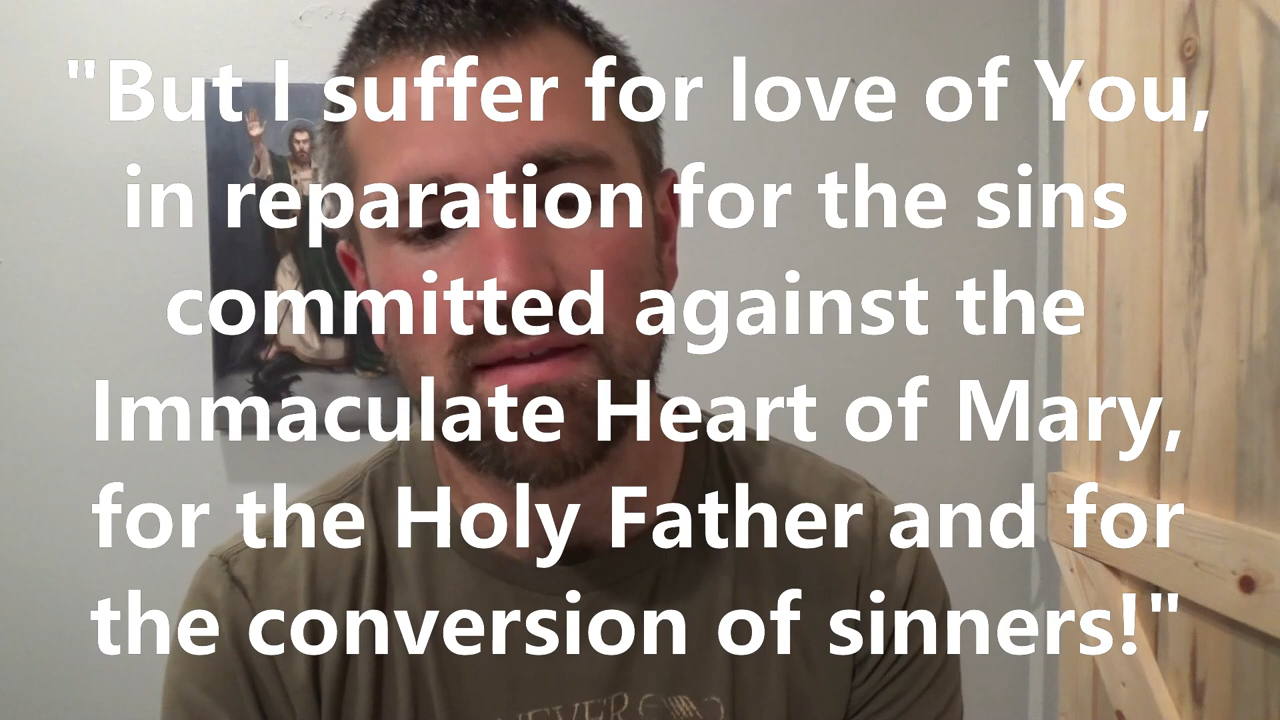 "But I suffer for love of You,
in reparation for the sins
committed against the
Immaculate Heart of Mary,
for the Holy Father and for
the conversion of sinners!"